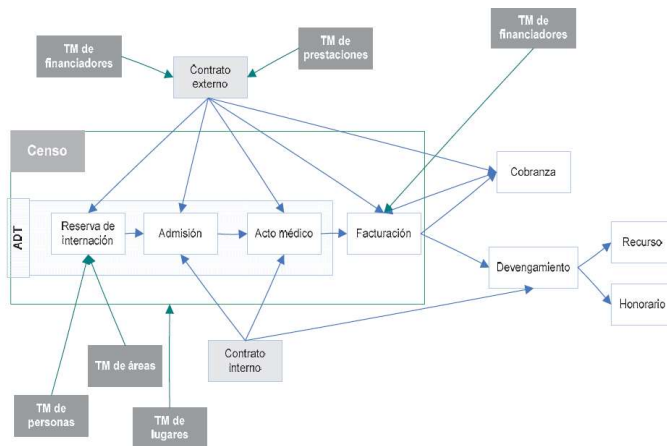 TM de
financiadores
TM de
prestaciones
TM de
financiadores
Contrato
externo
Censo
Cobranza
ADT
Reserva de
internación
Admisión
Acto médico
Facturación
Recurso
Devengamiento
Honorario
Contrato
interno
TM de áreas
TM de
personas
TM de
lugares